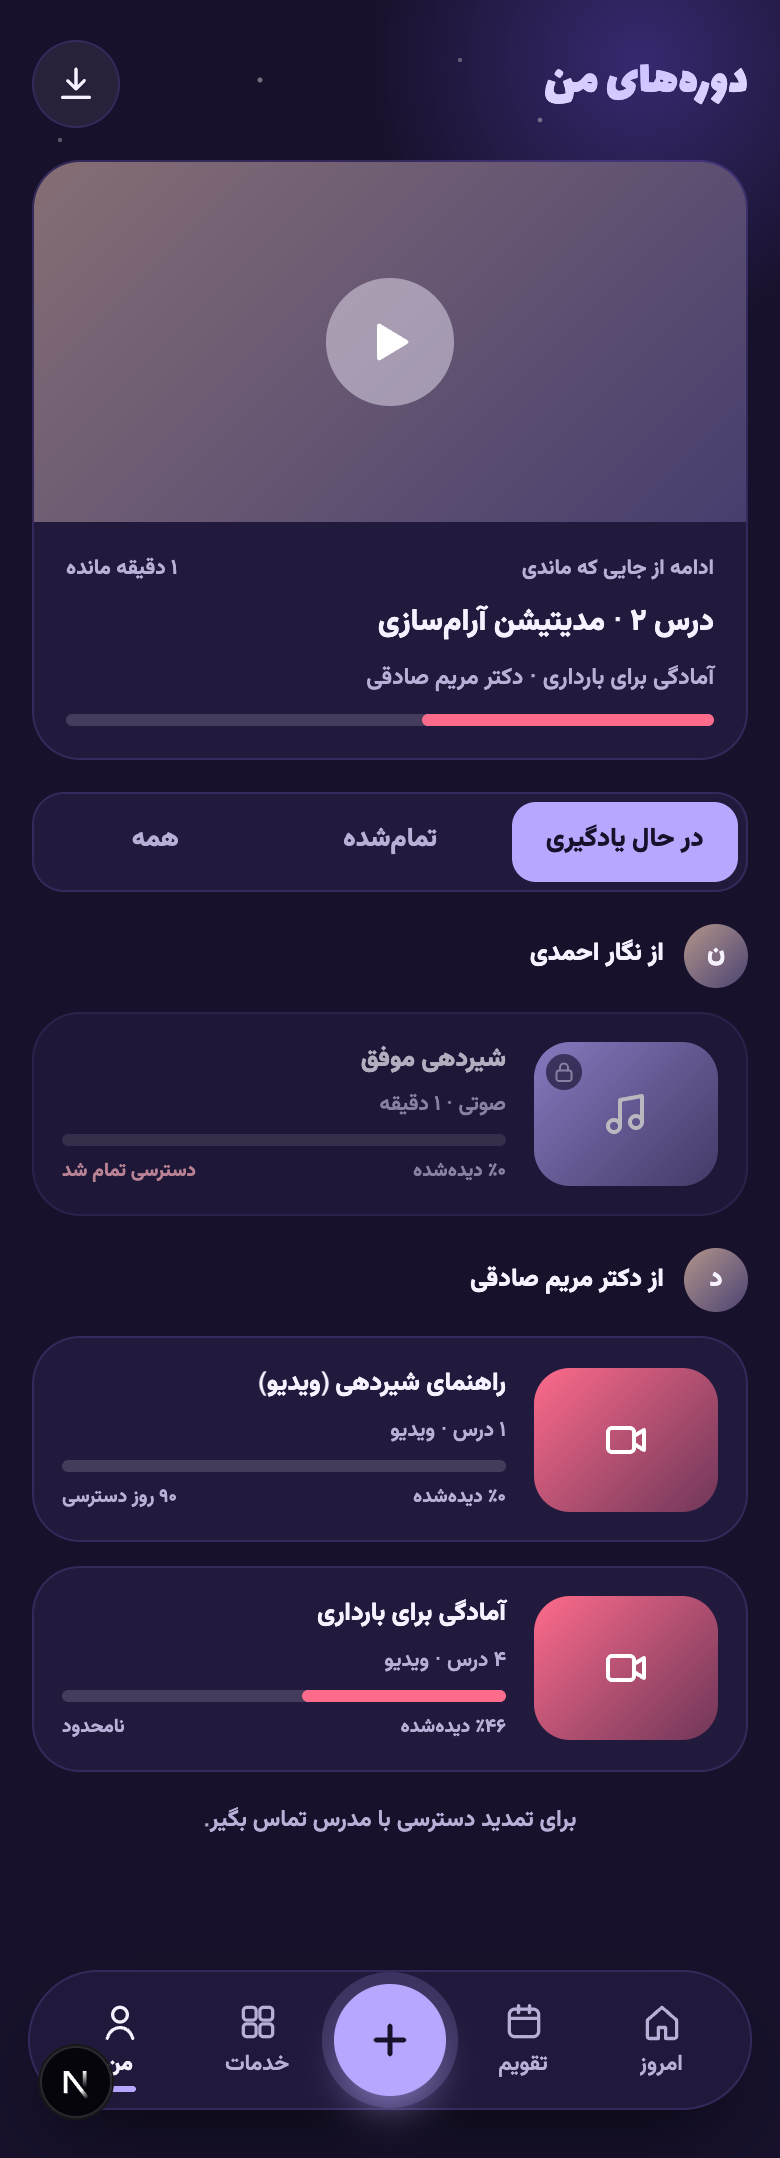 دوره‌های من
ادامه از جایی که ماندی
۱ دقیقه مانده
درس ۲ · مدیتیشن آرام‌سازی
آمادگی برای بارداری · دکتر مریم صادقی
در حال یادگیری
تمام‌شده
همه
ن
از نگار احمدی
شیردهی موفق
صوتی · ۱ دقیقه
۰٪ دیده‌شده
دسترسی تمام شد
د
از دکتر مریم صادقی
راهنمای شیردهی (ویدیو)
۱ درس · ویدیو
۰٪ دیده‌شده
۹۰ روز دسترسی
آمادگی برای بارداری
۴ درس · ویدیو
۴۶٪ دیده‌شده
نامحدود
برای تمدید دسترسی با مدرس تماس بگیر.
امروز
تقویم
خدمات
من
N